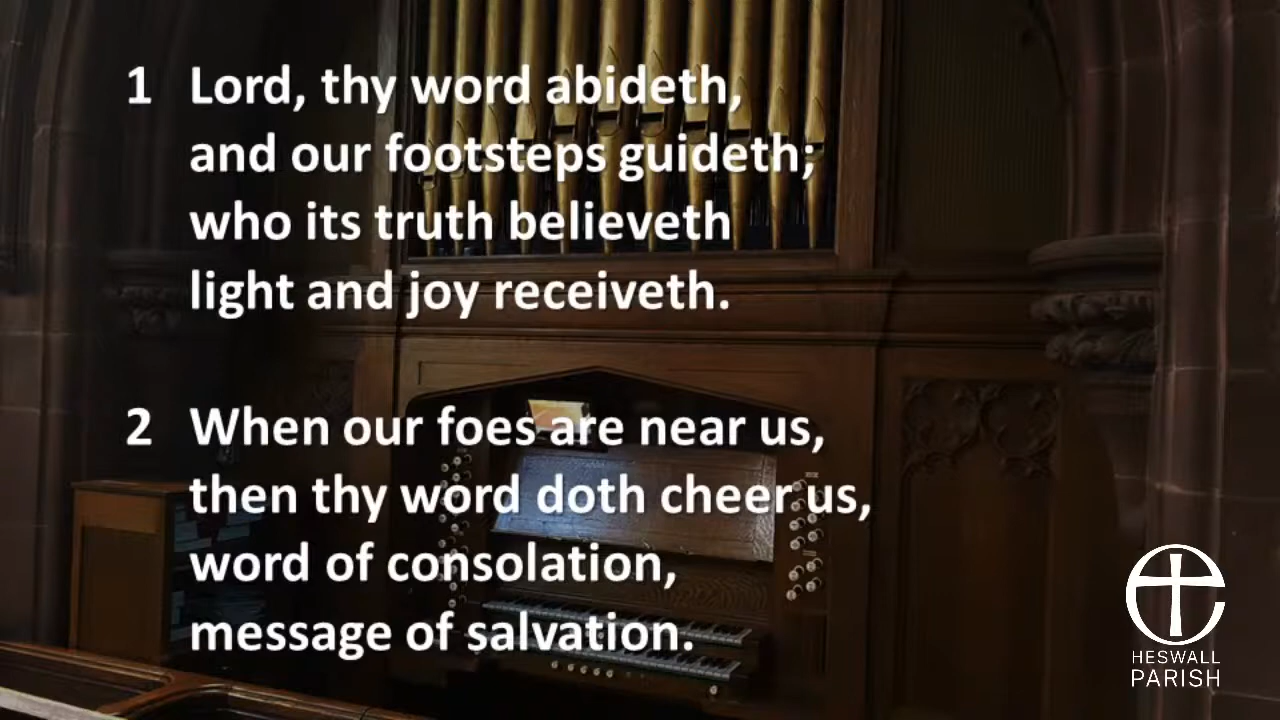 1 Lord, thy word abideth,
and our footsteps guideth;
who its truth believeth
light and joy receiveth.
2 When our foes are near us,
then thy word doth cheer us,
word of consolation,
message of salvation.
HESWALL
PARISH